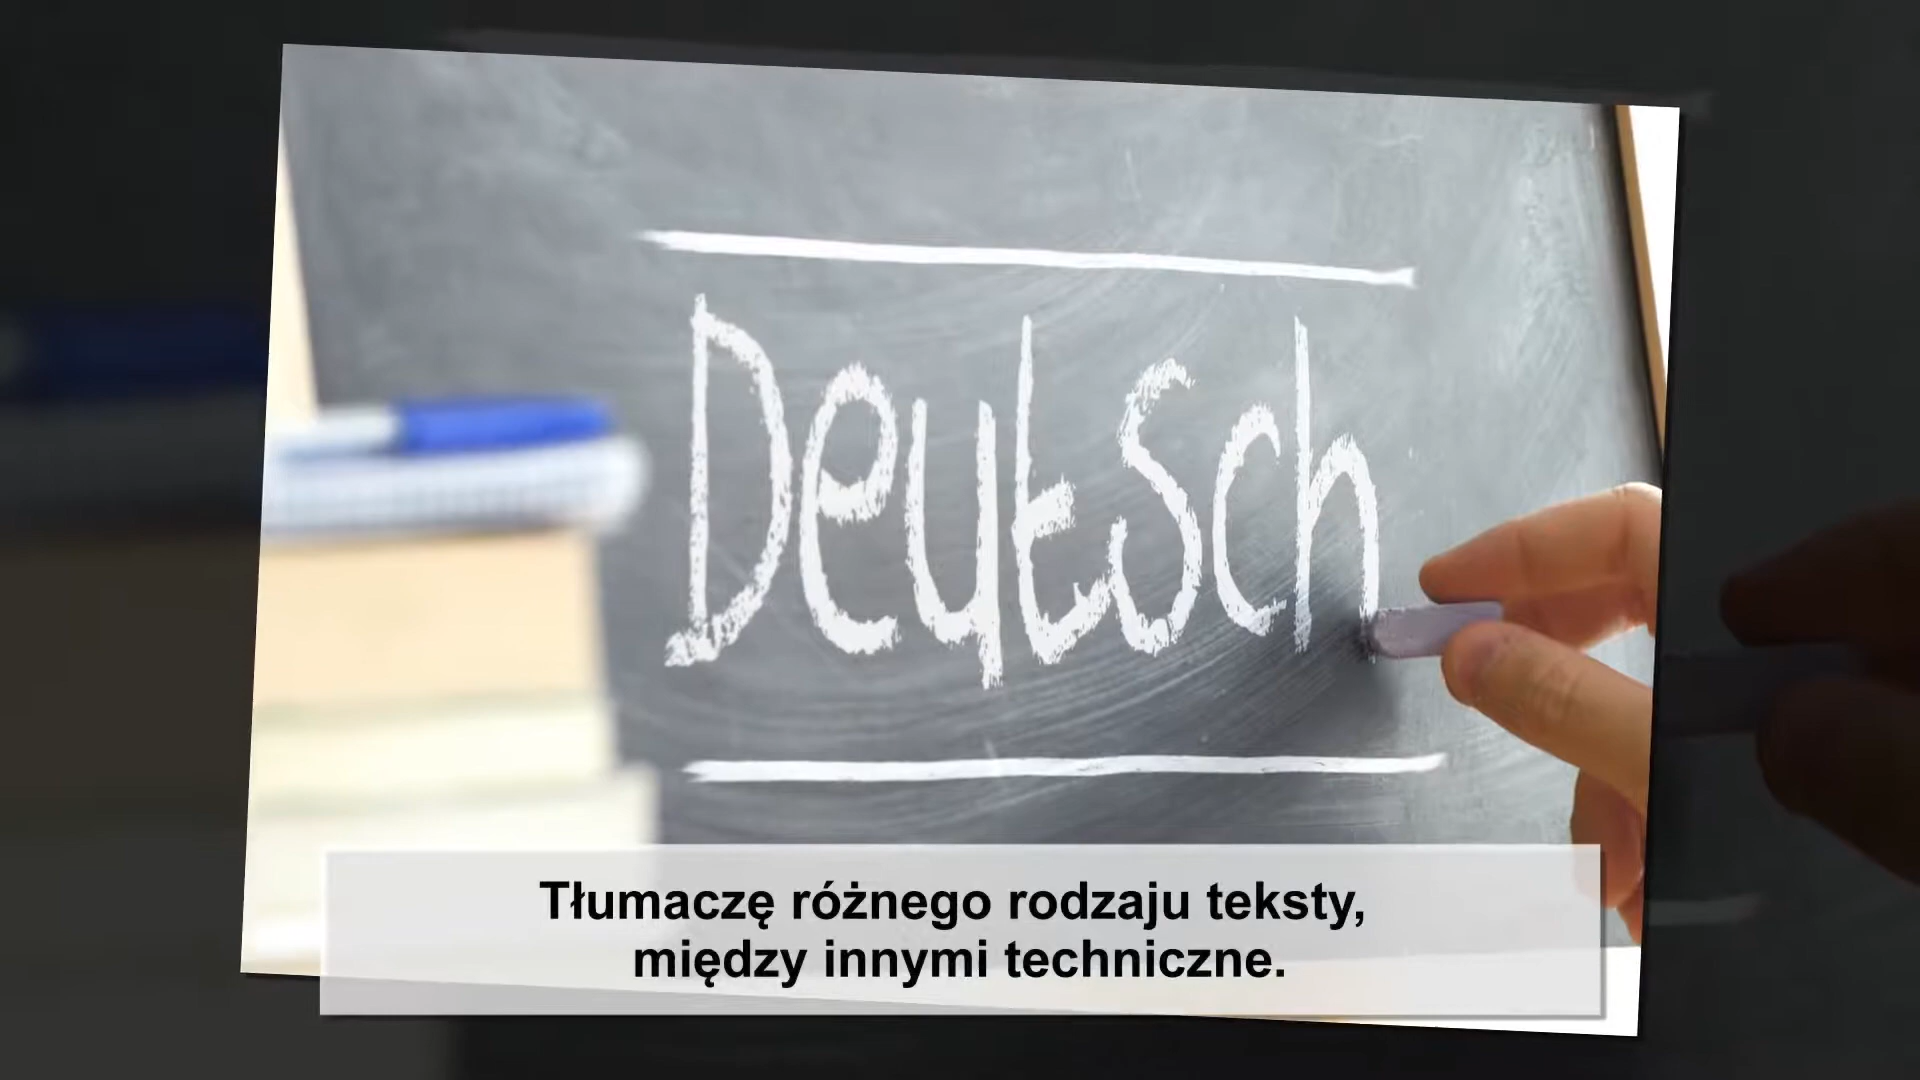 Deutsch
Tłumaczę różnego rodzaju teksty,
między innymi techniczne.